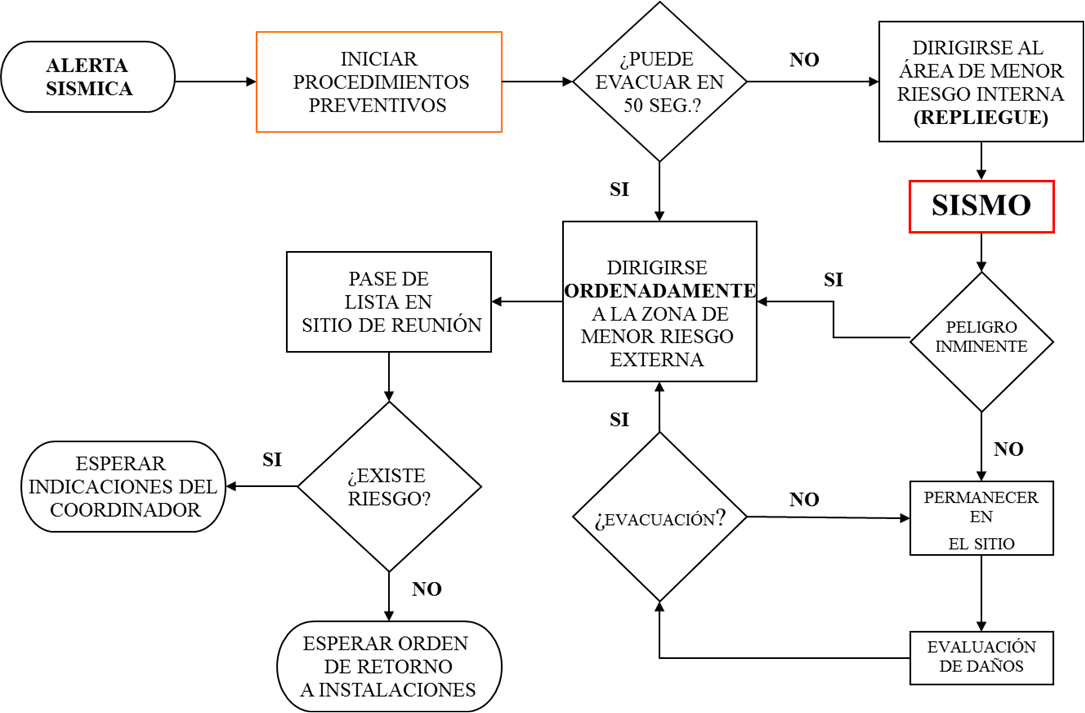 ALERTA
SISMICA
INICIAR
PROCEDIMIENTOS
PREVENTIVOS
¿PUEDE
EVACUAR EN
50 SEG.?
NO
DIRIGIRSE AL
ÁREA DE MENOR
RIESGO INTERNA
(REPLIEGUE)
SI
SISMO
DIRIGIRSE
ORDENADAMENTE
A LA ZONA DE
MENOR RIESGO
EXTERNA
SI
PELIGRO
INMINENTE
PASE DE
LISTA EN
SITIO DE REUNIÓN
SI
NO
¿EXISTE
RIESGO?
SI
ESPERAR
INDICACIONES DEL
COORDINADOR
¿EVACUACIÓN?
NO
PERMANECER
EN
EL SITIO
NO
ESPERAR ORDEN
DE RETORNO
A INSTALACIONES
EVALUACIÓN
DE DAÑOS